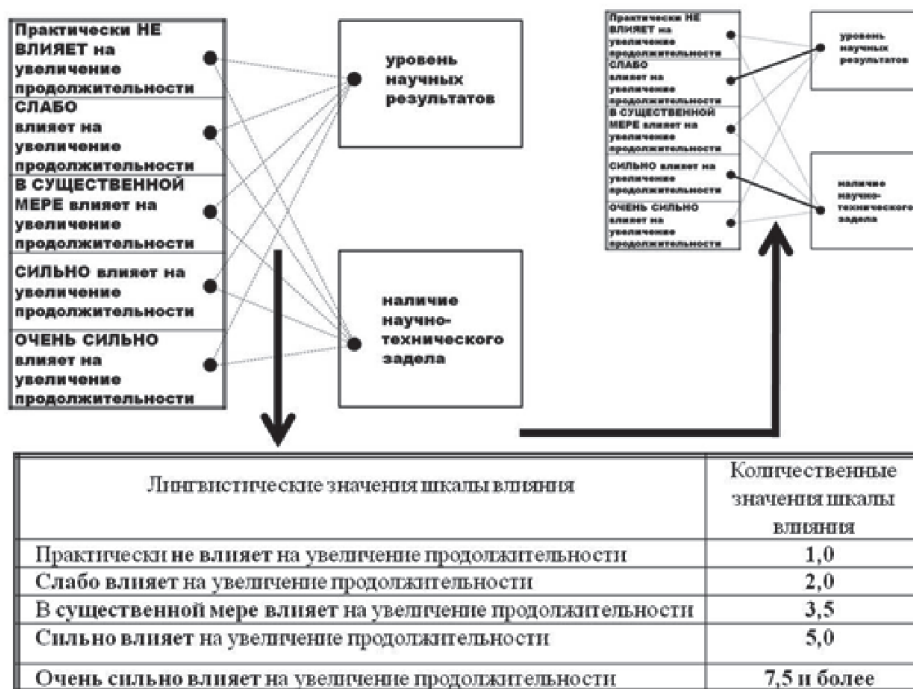 Практически НЕ
ВЛИЯЕТ на
увеличение
продолжительности
СЛАБО
влияет на
увеличение
продолжительности
В СУЩЕСТВЕННОЙ
МЕРЕ влияет на
увеличение
продолжительности
СИЛЬНО влияет на
увеличение
продолжительности
ОЧЕНЬ СИЛЬНО
влияет на
увеличение
продолжительности
уровень
научных
результатов
наличие
научно-
технического
задела
Практически НЕ
ВЛИЯЕТ на
увеличение
продолжительности
СЛАБО
влияет на
увеличение
продолжительности
В СУЩЕСТВЕННОЙ
МЕРЕ влияет на
увеличение
продолжительности
СИЛЬНО влияет на
увеличение
продолжительности
ОЧЕНЬ СИЛЬНО
влияет на
увеличение
продолжительности
уровень
научных
результатов
наличие
научно-
технического
задела
Лингвистические значения шкалы влияния
Количественные
значения шкалы
влияния
Практически не влияет на увеличение продолжительности 1,0
Слабо влияет на увеличение продолжительности 2,0
В существенной мере влияет на увеличение продолжительности 3,5
Сильно влияет на увеличение продолжительности 5,0
Очень сильно влияет на увеличение продолжительности 7,5 и более